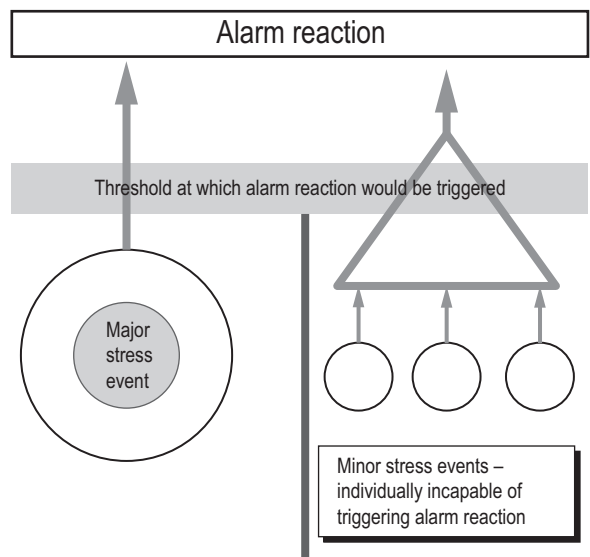 Alarm reaction
Threshold at which alarm reaction would be triggered
Major
stress
event
Minor stress events –
individually incapable of
triggering alarm reaction